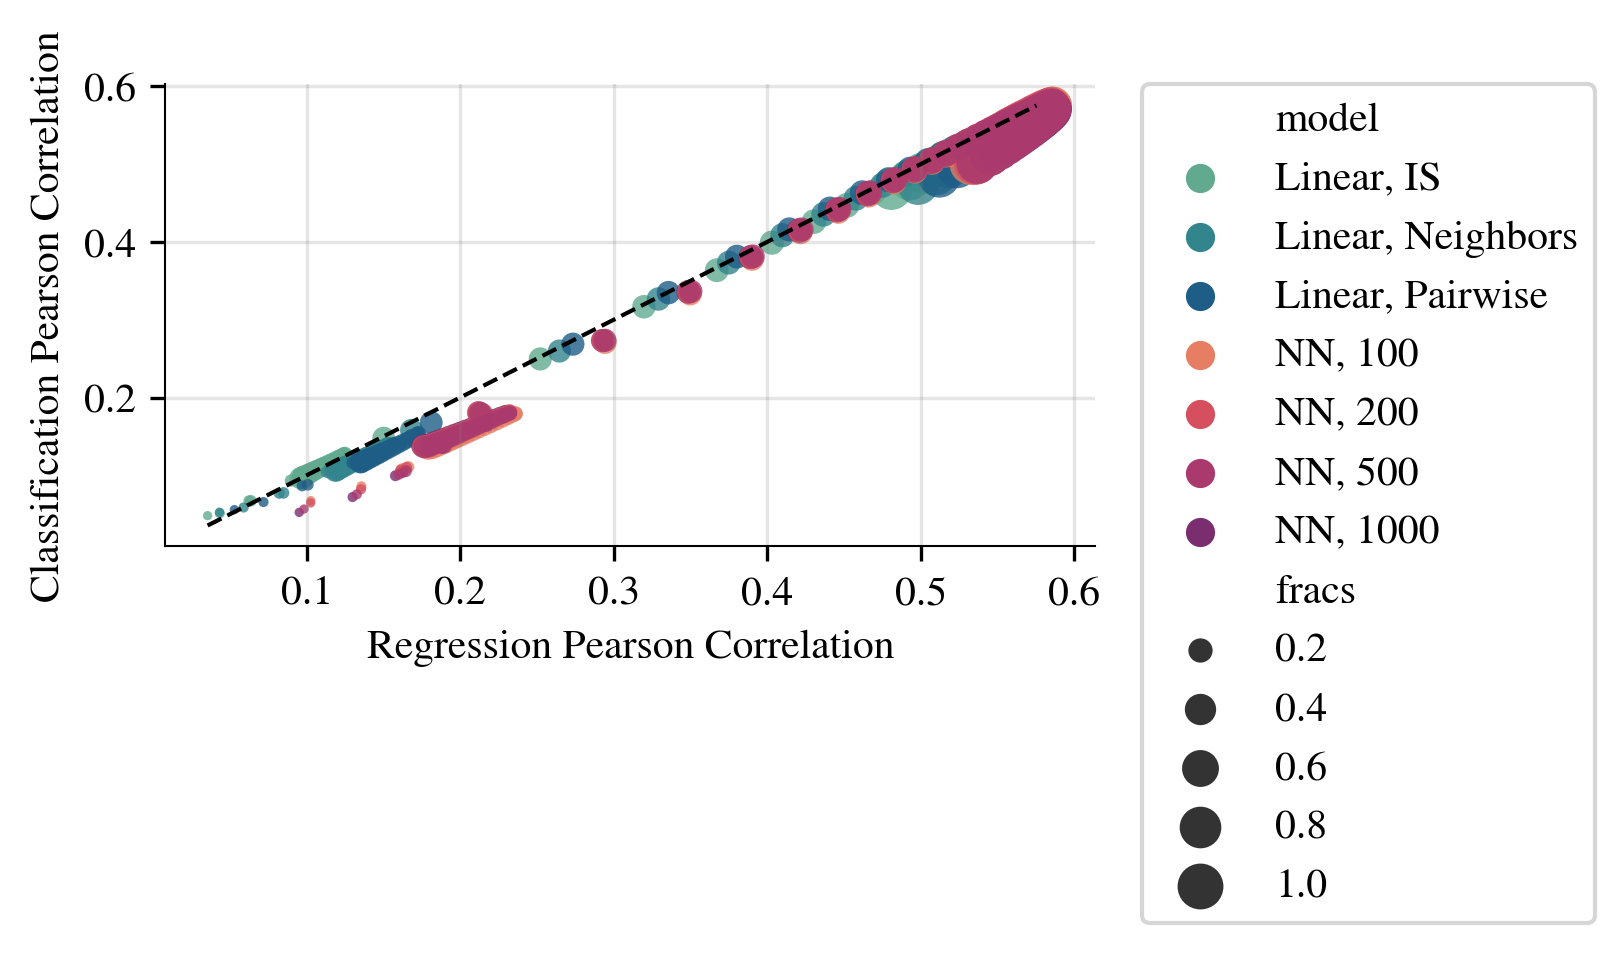 Classification Pearson Correlation
0.6
0.4
0.2
0.1
0.2
0.3
0.4
0.5
0.6
Regression Pearson Correlation
model
Linear, IS
Linear, Neighbors
Linear, Pairwise
NN, 100
NN, 200
NN, 500
NN, 1000
fracs
0.2
0.4
0.6
0.8
1.0